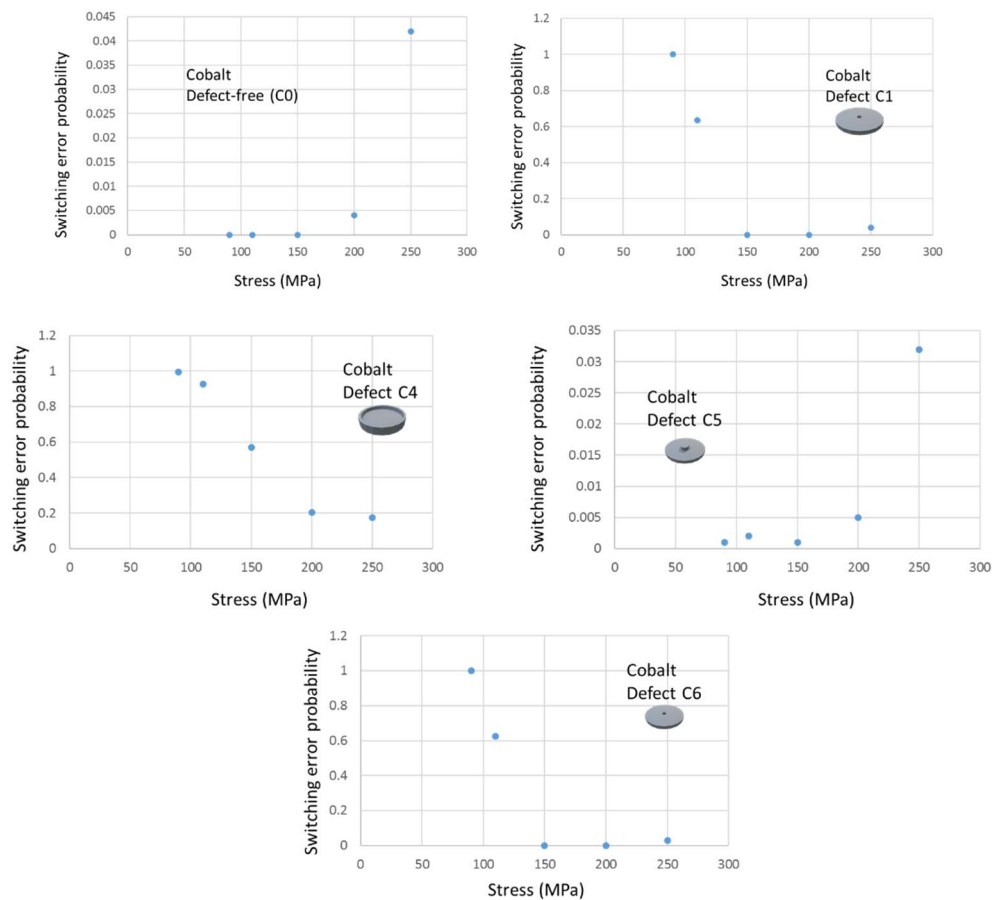 0.045
0.04
0.035
0.03
0.025
0.02
0.015
0.01
0.005
0
0 50 100 150 200 250 300
Switching error probability
Stress (MPa)
Cobalt
Defect-free (C0)
1.2
1
0.8
0.6
0.4
0.2
0
0 50 100 150 200 250 300
Switching error probability
Stress (MPa)
Cobalt
Defect C1
1.2
1
0.8
0.6
0.4
0.2
0
0 50 100 150 200 250 300
Switching error probability
Stress (MPa)
Cobalt
Defect C4
0.035
0.03
0.025
0.02
0.015
0.01
0.005
0
0 50 100 150 200 250 300
Switching error probability
Stress (MPa)
Cobalt
Defect C5
1.2
1
0.8
0.6
0.4
0.2
0
0 50 100 150 200 250 300
Switching error probability
Stress (MPa)
Cobalt
Defect C6